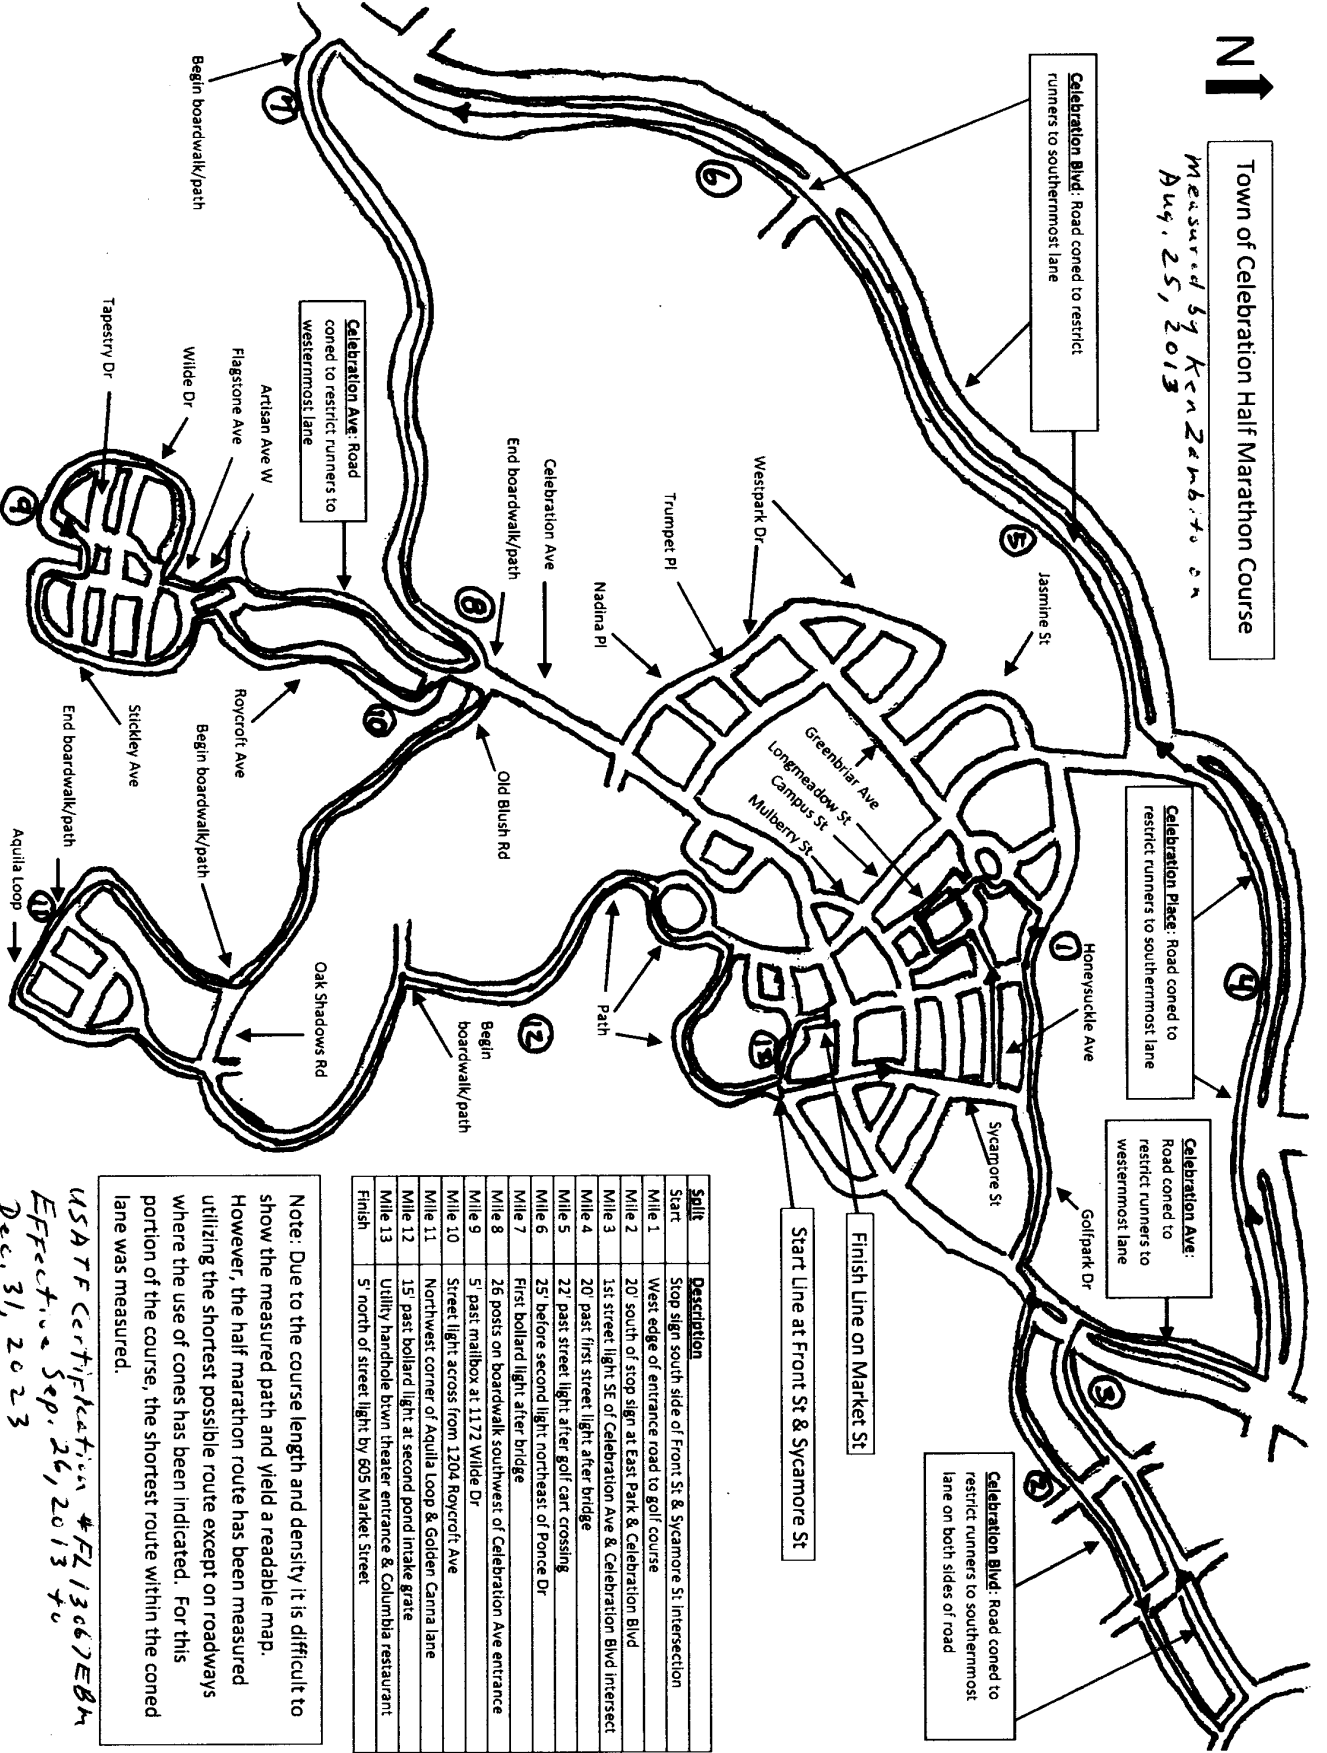 N
Town of Celebration Half Marathon Course
measured by Ken Zambito on
Aug. 25, 2013
Celebration Blvd: Road coned to restrict
runners to southernmost lane
Begin boardwalk/path
7
6
5
4
Celebration Place: Road coned to
restrict runners to southernmost lane
Celebration Ave:
Road coned to
restrict runners to
westernmost lane
Jasmine St
Westpark Dr
Trumpet Pl
Nadina Pl
Greenbriar Ave
Longmeadow St
Campus St
Mulberry St
1
Honeysuckle Ave
Sycamore St
Golfpark Dr
3
2
Celebration Blvd: Road coned to
restrict runners to southernmost
lane on both sides of road
Finish Line on Market St
Start Line at Front St & Sycamore St
13
Path
12
Begin
boardwalk/path
Celebration Ave
End boardwalk/path
8
Celebration Ave: Road
coned to restrict runners to
westernmost lane
Artisan Ave W
Flagstone Ave
Wilde Dr
Tapestry Dr
9
10
Old Blush Rd
Roycroft Ave
Stickley Ave
Begin boardwalk/path
End boardwalk/path
11
Aquila Loop
Oak Shadows Rd
Split Description
Start Stop sign south side of Front St & Sycamore St intersection
Mile 1 West edge of entrance road to golf course
Mile 2 20' south of stop sign at East Park & Celebration Blvd
Mile 3 1st street light SE of Celebration Ave & Celebration Blvd intersect
Mile 4 20' past first street light after bridge
Mile 5 22' past street light after golf cart crossing
Mile 6 25' before second light northeast of Ponce Dr
Mile 7 First bollard light after bridge
Mile 8 26 posts on boardwalk southwest of Celebration Ave entrance
Mile 9 5' past mailbox at 1172 Wilde Dr
Mile 10 Street light across from 1204 Roycroft Ave
Mile 11 Northwest corner of Aquila Loop & Golden Canna lane
Mile 12 15' past bollard light at second pond intake grate
Mile 13 Utility handhole btwn theater entrance & Columbia restaurant
Finish 5' north of street light by 605 Market Street
Note: Due to the course length and density it is difficult to
show the measured path and yield a readable map.
However, the half marathon route has been measured
utilizing the shortest possible route except on roadways
where the use of cones has been indicated. For this
portion of the course, the shortest route within the coned
lane was measured.
USATF Certification #FL13067EBM
Effective Sep. 26, 2013 to
Dec. 31, 2023